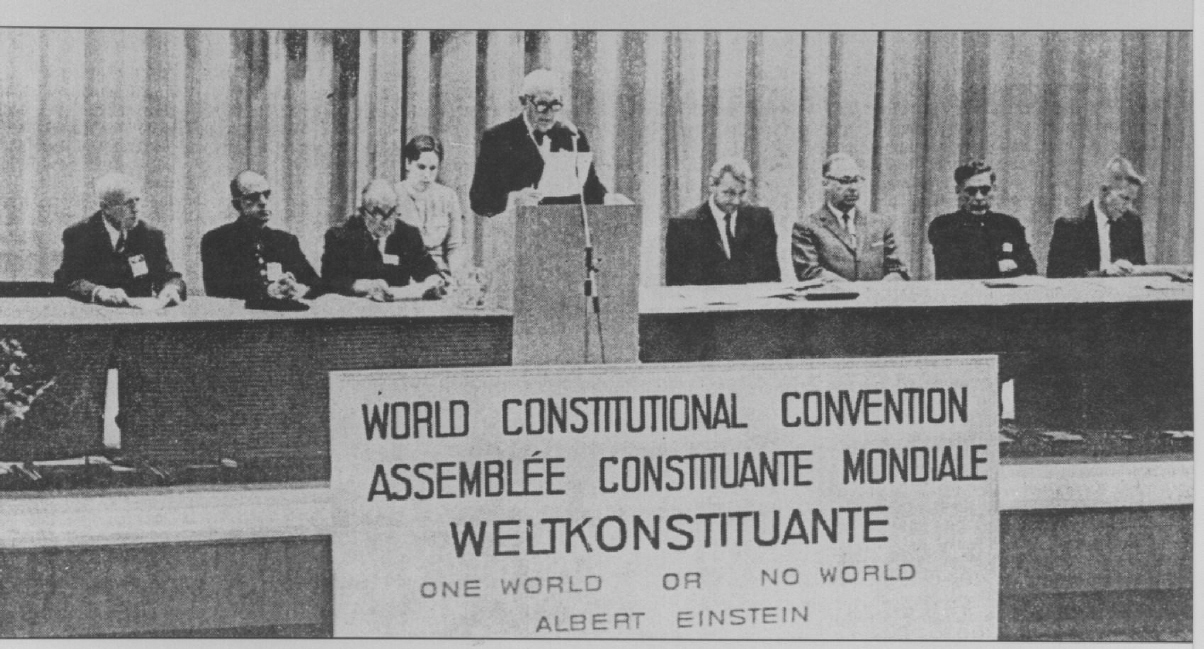 WORLD CONSTITUTIONAL CONVENTION
ASSEMBLÉE CONSTITUANTE MONDIALE
WELTKONSTITUANTE
ONE WORLD OR NO WORLD
ALBERT EINSTEIN